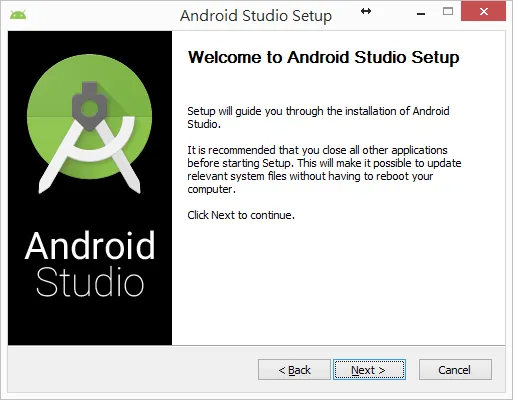 Android Studio Setup
Welcome to Android Studio Setup
Setup will guide you through the installation of Android
Studio.
It is recommended that you close all other applications
before starting Setup. This will make it possible to update
relevant system files without having to reboot your
computer.
Click Next to continue.
Android
Studio
< Back
Next >
Cancel